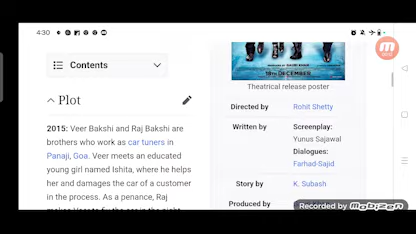 4:30
Contents
18TH DECEMBER
Theatrical release poster
Plot
Directed by
Rohit Shetty
2015: Veer Bakshi and Raj Bakshi are
brothers who work as car tuners in
Panaji, Goa. Veer meets an educated
young girl named Ishita, where he helps
her and damages the car of a customer
in the process. As a penance, Raj
Written by
Screenplay:
Yunus Sajawal
Dialogues:
Farhad-Sajid
Story by
K. Subash
Produced by
Recorded by Mobizen